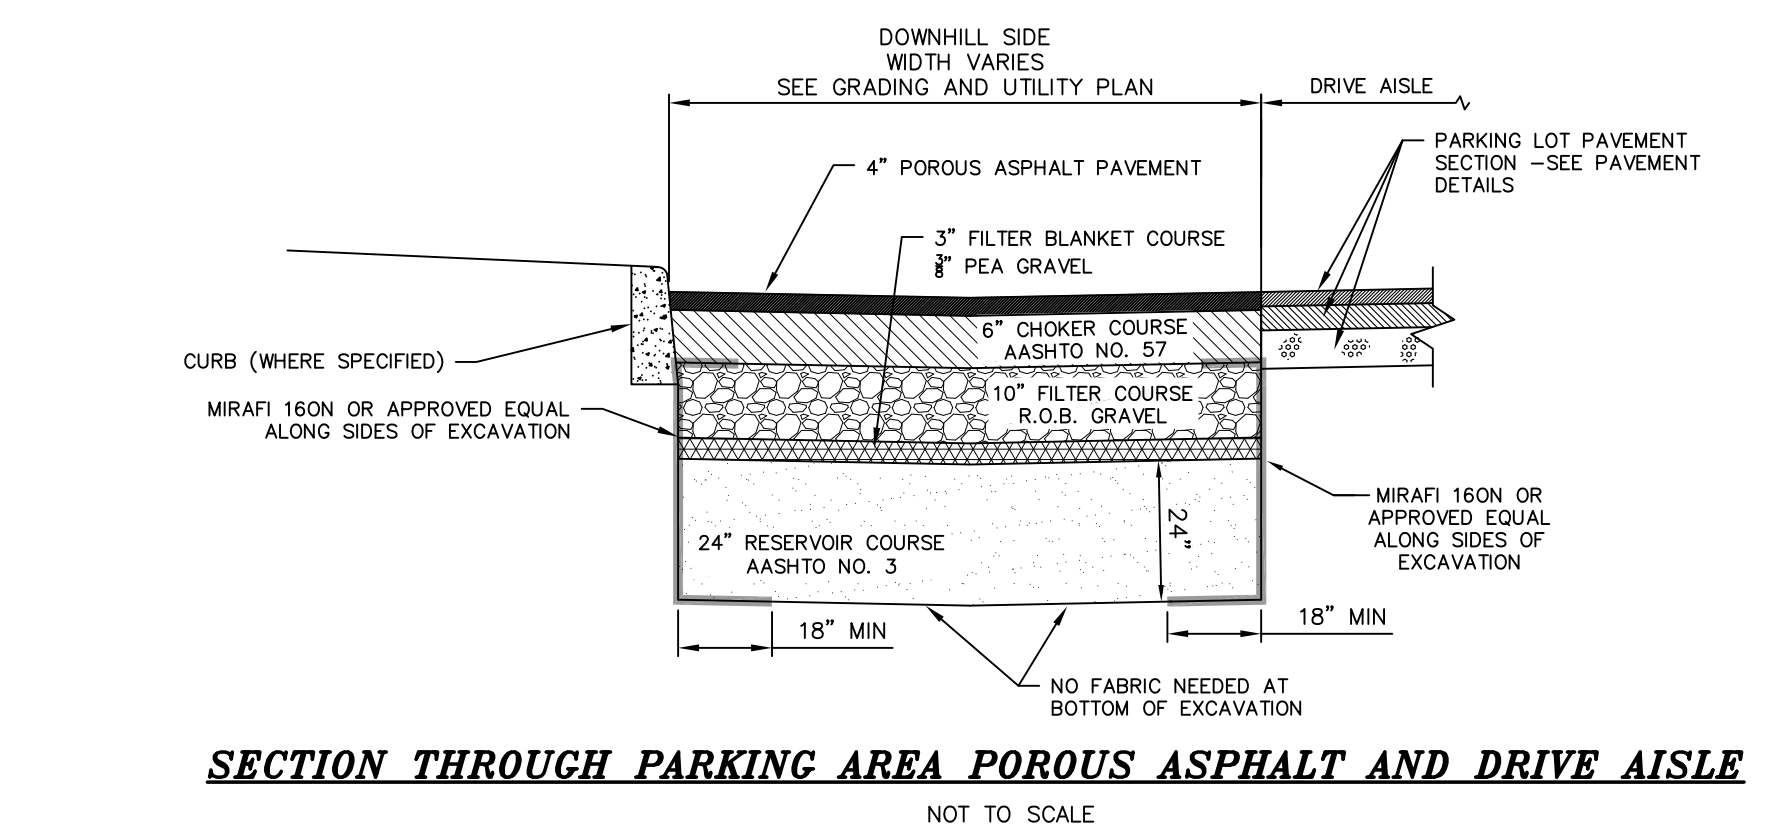 DOWNHILL SIDE
WIDTH VARIES
SEE GRADING AND UTILITY PLAN
DRIVE AISLE
PARKING LOT PAVEMENT
SECTION -SEE PAVEMENT
DETAILS
4" POROUS ASPHALT PAVEMENT
3" FILTER BLANKET COURSE
3/8" PEA GRAVEL
6" CHOKER COURSE
AASHTO NO. 57
CURB (WHERE SPECIFIED)
10" FILTER COURSE
R.O.B. GRAVEL
MIRAFI 160N OR APPROVED EQUAL
ALONG SIDES OF EXCAVATION
MIRAFI 160N OR
APPROVED EQUAL
ALONG SIDES OF
EXCAVATION
24"
24" RESERVOIR COURSE
AASHTO NO. 3
18" MIN
18" MIN
NO FABRIC NEEDED AT
BOTTOM OF EXCAVATION
SECTION THROUGH PARKING AREA POROUS ASPHALT AND DRIVE AISLE
NOT TO SCALE